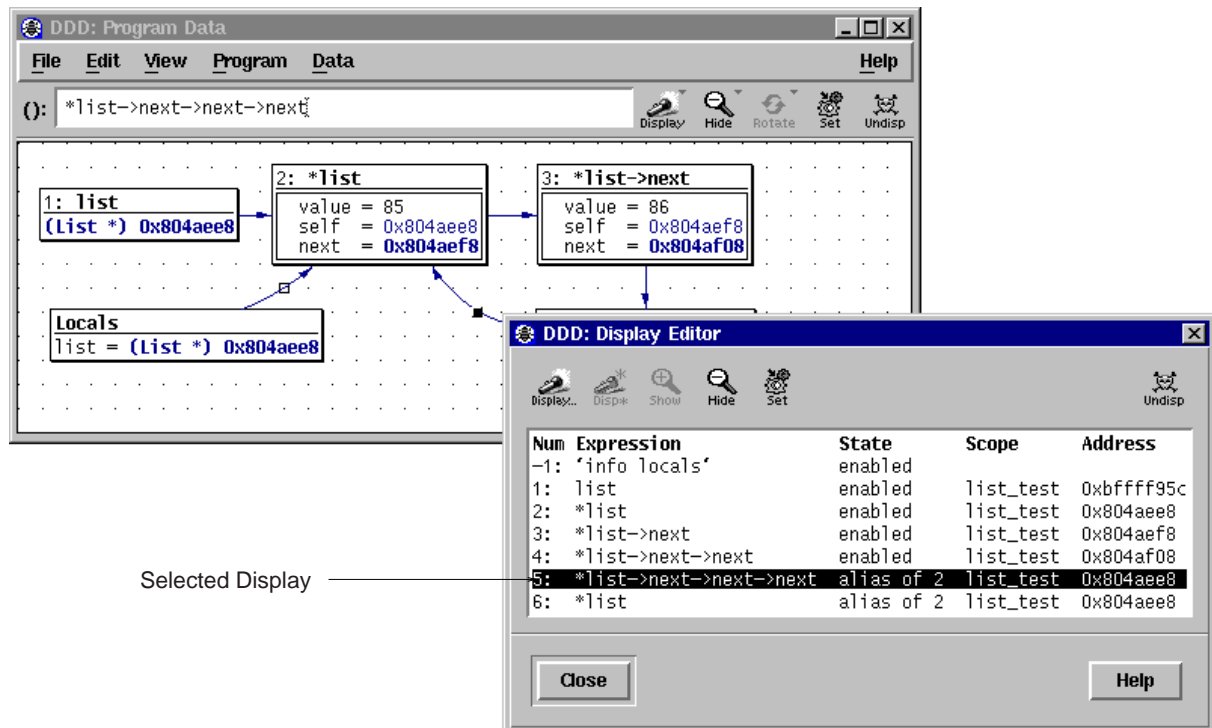 DDD: Program Data
File Edit View Program Data Help
(): *list->next->next->next
Display Hide Rotate Set Undisp
1: list
(List *) 0x804aee8
2: *list
value = 85
self = 0x804aee8
next = 0x804aef8
3: *list->next
value = 86
self = 0x804aef8
next = 0x804af08
Locals
list = (List *) 0x804aee8
DDD: Display Editor
Display... Disp* Show Hide Set Undisp
Num Expression State Scope Address
-1: ‘info locals‘ enabled
1: list enabled list_test 0xbffff95c
2: *list enabled list_test 0x804aee8
3: *list->next enabled list_test 0x804aef8
4: *list->next->next enabled list_test 0x804af08
5: *list->next->next->next alias of 2 list_test 0x804aee8
6: *list alias of 2 list_test 0x804aee8
Selected Display
Close Help